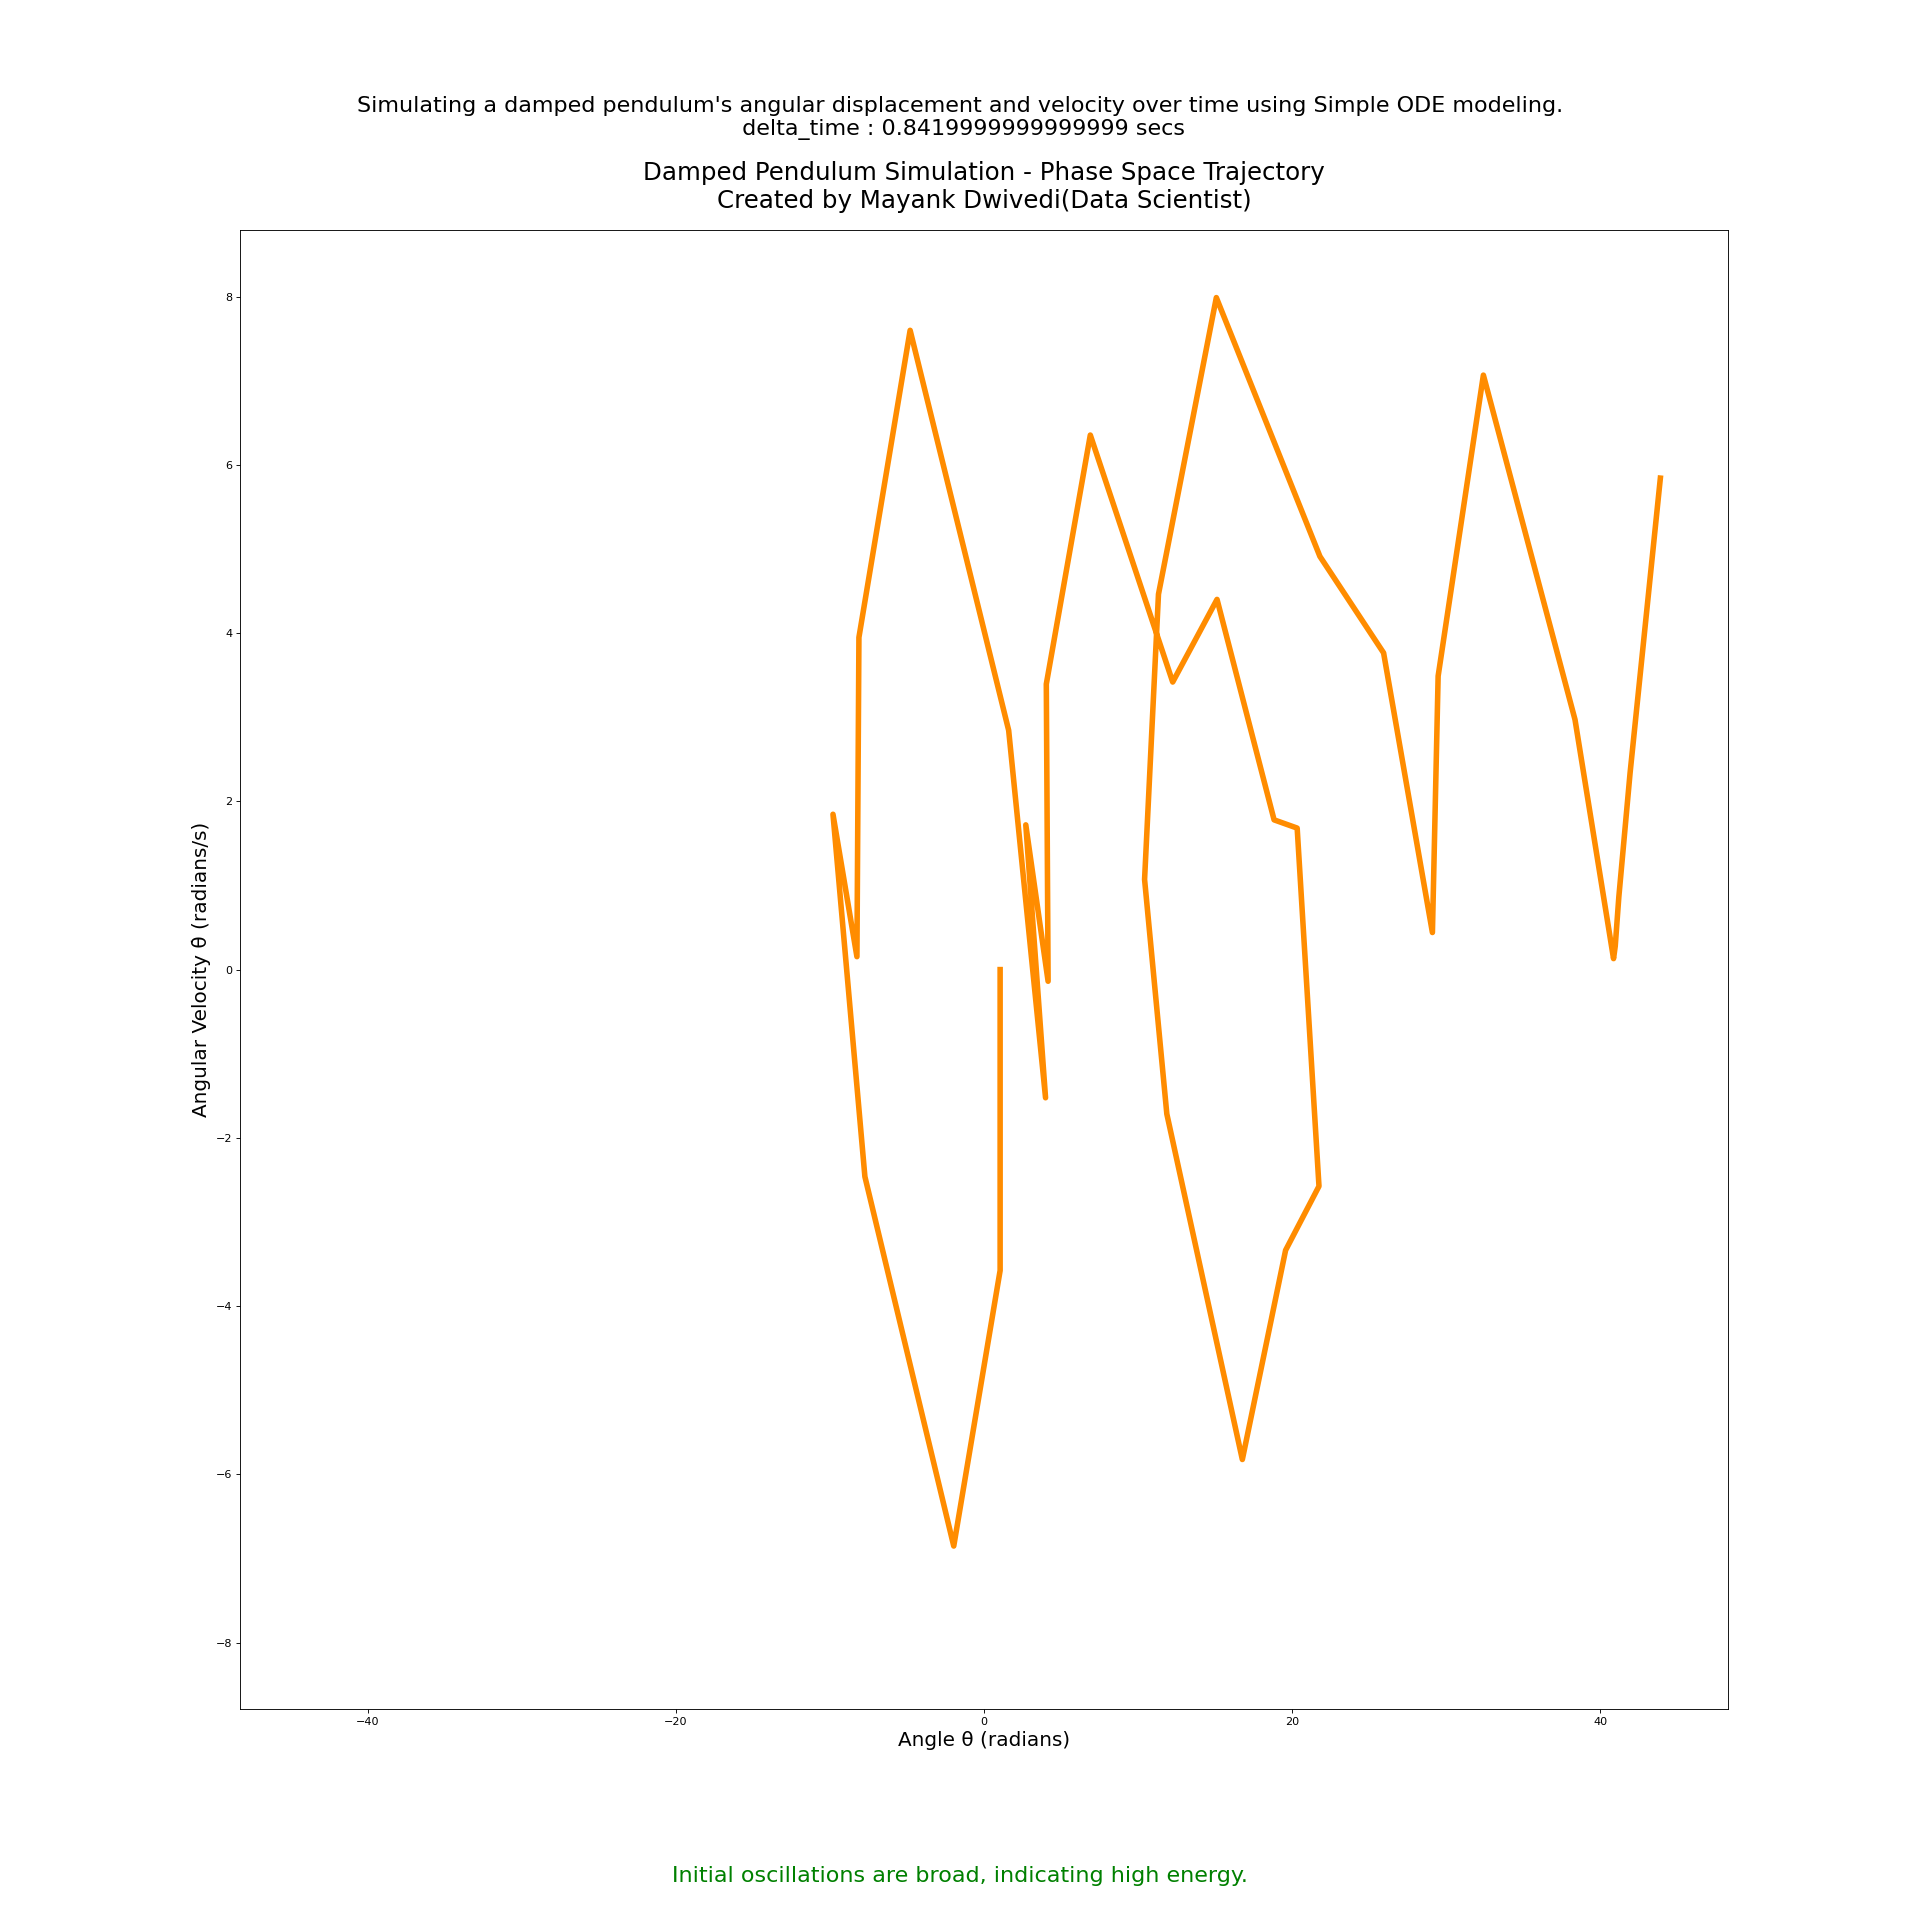 Simulating a damped pendulum's angular displacement and velocity over time using Simple ODE modeling.
delta_time : 0.8419999999999999 secs
Damped Pendulum Simulation - Phase Space Trajectory
Created by Mayank Dwivedi(Data Scientist)
8
6
4
2
0
−2
−4
−6
−8
Angular Velocity θ (radians/s)
−40
−20
0
20
40
Angle θ (radians)
Initial oscillations are broad, indicating high energy.